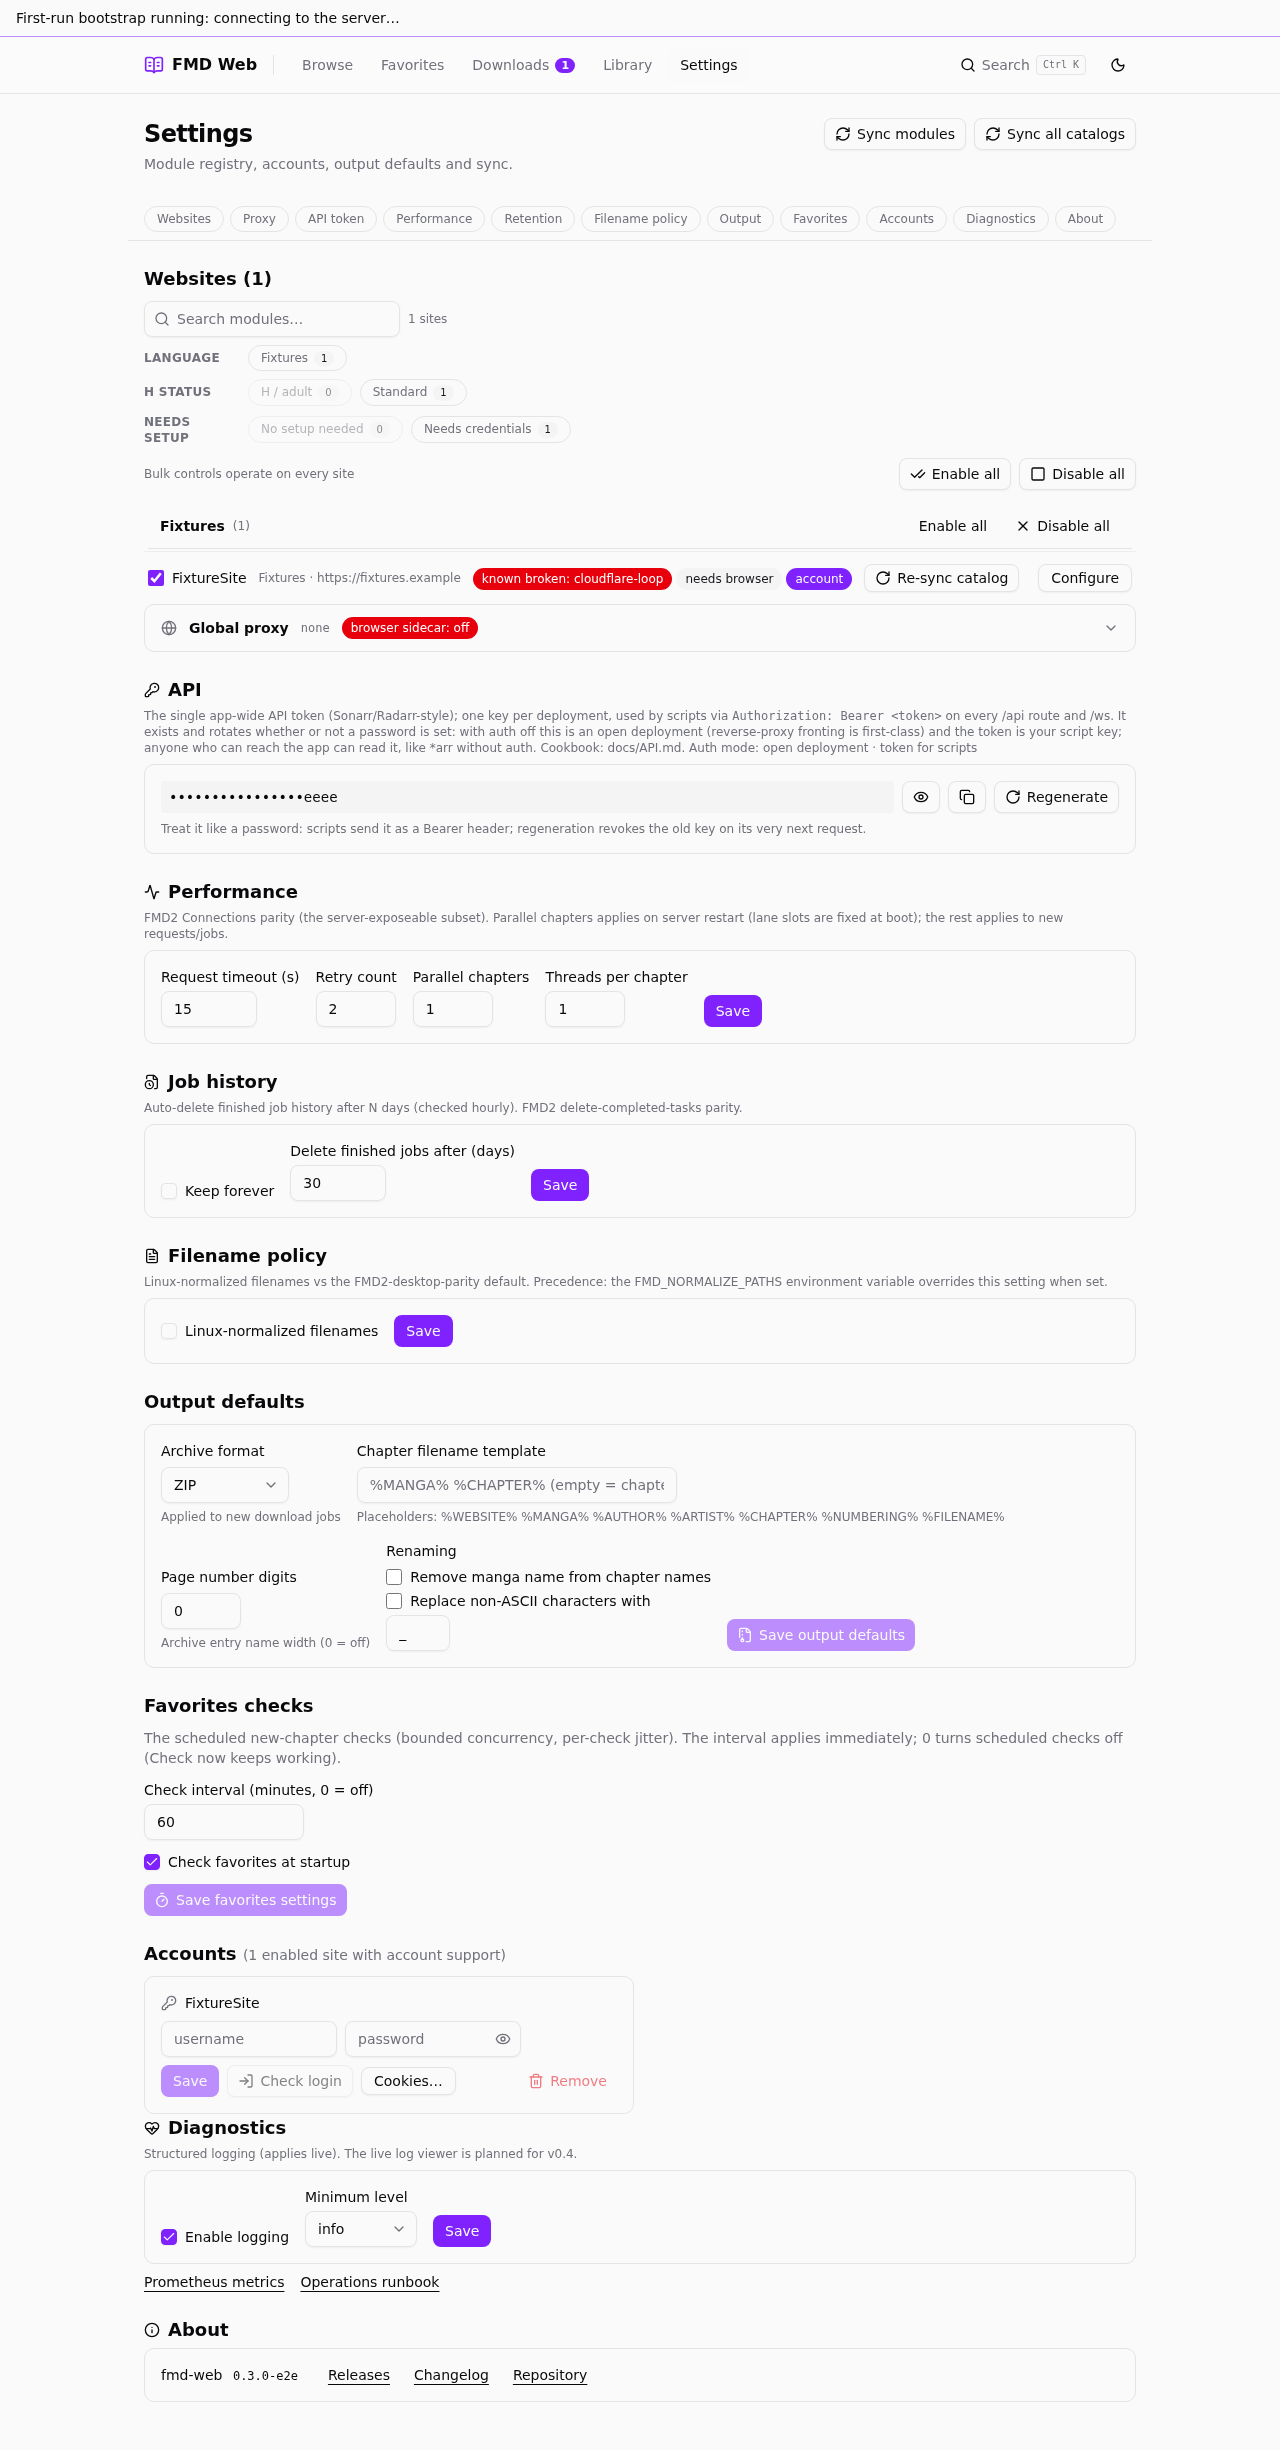 First-run bootstrap running: connecting to the server…
FMD Web Browse Favorites Downloads 1 Library Settings Search Ctrl K
Settings Sync modules Sync all catalogs
Module registry, accounts, output defaults and sync.
Websites Proxy API token Performance Retention Filename policy Output Favorites Accounts Diagnostics About
Websites (1)
Search modules… 1 sites
LANGUAGE Fixtures 1
H STATUS H / adult 0 Standard 1
NEEDS SETUP No setup needed 0 Needs credentials 1
Bulk controls operate on every site Enable all Disable all
Fixtures (1) Enable all Disable all
FixtureSite Fixtures · https://fixtures.example known broken: cloudflare-loop needs browser account Re-sync catalog Configure
Global proxy none browser sidecar: off
API
The single app-wide API token (Sonarr/Radarr-style); one key per deployment, used by scripts via Authorization: Bearer <token> on every /api route and /ws. It
exists and rotates whether or not a password is set: with auth off this is an open deployment (reverse-proxy fronting is first-class) and the token is your script key;
anyone who can reach the app can read it, like *arr without auth. Cookbook: docs/API.md. Auth mode: open deployment · token for scripts
••••••••••••••••eeee Regenerate
Treat it like a password: scripts send it as a Bearer header; regeneration revokes the old key on its very next request.
Performance
FMD2 Connections parity (the server-exposeable subset). Parallel chapters applies on server restart (lane slots are fixed at boot); the rest applies to new
requests/jobs.
Request timeout (s) Retry count Parallel chapters Threads per chapter
15 2 1 1 Save
Job history
Auto-delete finished job history after N days (checked hourly). FMD2 delete-completed-tasks parity.
Delete finished jobs after (days)
Keep forever 30 Save
Filename policy
Linux-normalized filenames vs the FMD2-desktop-parity default. Precedence: the FMD_NORMALIZE_PATHS environment variable overrides this setting when set.
Linux-normalized filenames Save
Output defaults
Archive format Chapter filename template
ZIP %MANGA% %CHAPTER% (empty = chapte
Applied to new download jobs Placeholders: %WEBSITE% %MANGA% %AUTHOR% %ARTIST% %CHAPTER% %NUMBERING% %FILENAME%
Renaming
Page number digits Remove manga name from chapter names
0 Replace non-ASCII characters with
Archive entry name width (0 = off) _ Save output defaults
Favorites checks
The scheduled new-chapter checks (bounded concurrency, per-check jitter). The interval applies immediately; 0 turns scheduled checks off
(Check now keeps working).
Check interval (minutes, 0 = off)
60
Check favorites at startup
Save favorites settings
Accounts (1 enabled site with account support)
FixtureSite
username password
Save Check login Cookies… Remove
Diagnostics
Structured logging (applies live). The live log viewer is planned for v0.4.
Minimum level
Enable logging info Save
Prometheus metrics Operations runbook
About
fmd-web 0.3.0-e2e Releases Changelog Repository